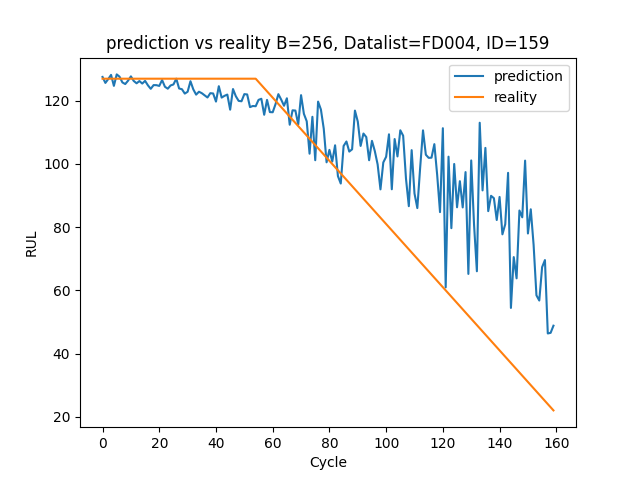 prediction vs reality B=256, Datalist=FD004, ID=159
prediction
reality
RUL
120
100
80
60
40
20
0 20 40 60 80 100 120 140 160
Cycle